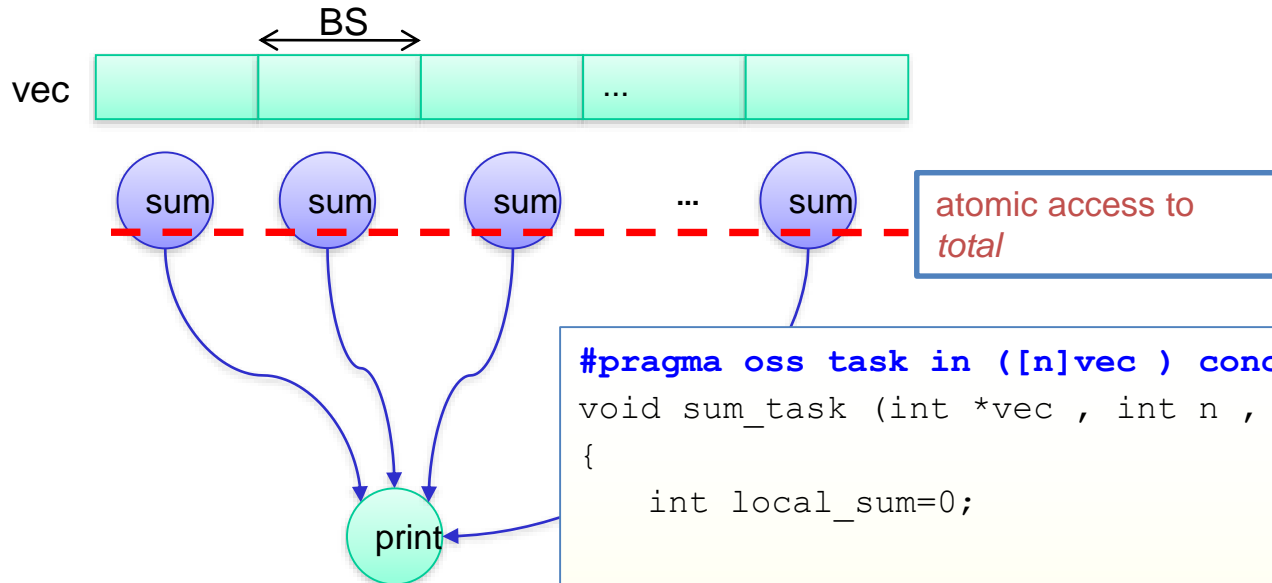 BS
vec
...
sum sum sum ... sum
atomic access to
total
#pragma oss task in ([n]vec ) conc
void sum_task (int *vec , int n ,
{
int local_sum=0;
print